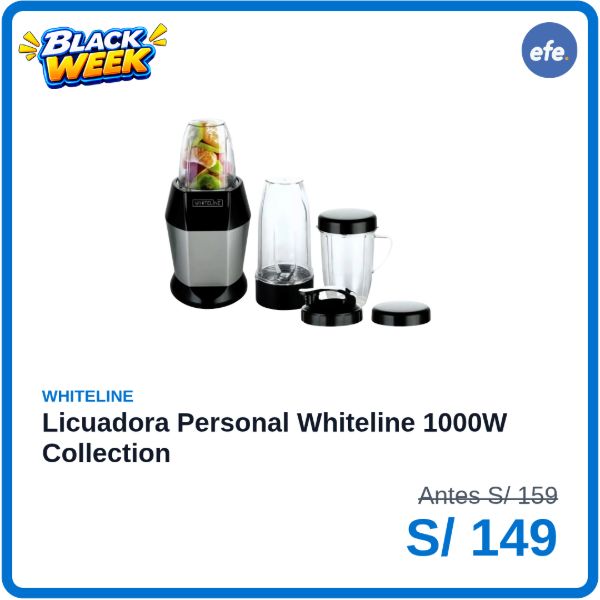 BLACK
WEEK
efe.
WHITELINE
WHITELINE
Licuadora Personal Whiteline 1000W
Collection
Antes S/ 159
S/ 149